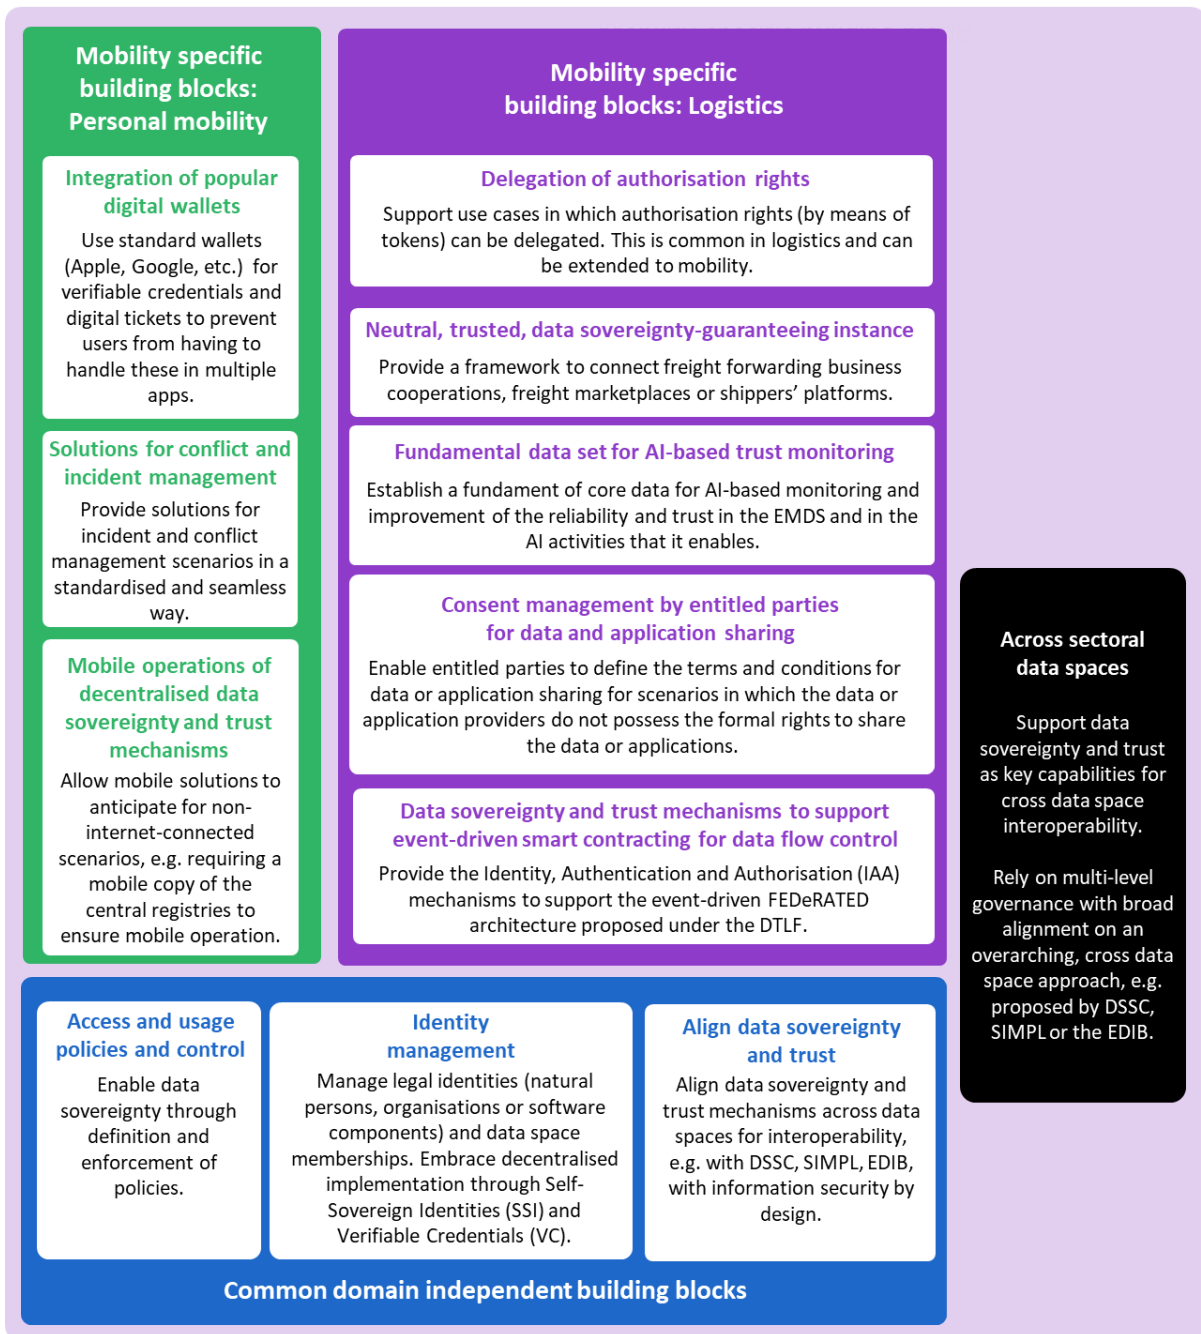 Mobility specific
building blocks:
Personal mobility
Integration of popular
digital wallets
Use standard wallets
(Apple, Google, etc.) for
verifiable credentials and
digital tickets to prevent
users from having to
handle these in multiple
apps.
Solutions for conflict and
incident management
Provide solutions for
incident and conflict
management scenarios in a
standardised and seamless
way.
Mobile operations of
decentralised data
sovereignty and trust
mechanisms
Allow mobile solutions to
anticipate for non-
internet-connected
scenarios, e.g. requiring a
mobile copy of the
central registries to
ensure mobile operation.
Mobility specific
building blocks: Logistics
Delegation of authorisation rights
Support use cases in which authorisation rights (by means of
tokens) can be delegated. This is common in logistics and can
be extended to mobility.
Neutral, trusted, data sovereignty-guaranteeing instance
Provide a framework to connect freight forwarding business
cooperations, freight marketplaces or shippers’ platforms.
Fundamental data set for AI-based trust monitoring
Establish a fundament of core data for AI-based monitoring and
improvement of the reliability and trust in the EMDS and in the
AI activities that it enables.
Consent management by entitled parties
for data and application sharing
Enable entitled parties to define the terms and conditions for
data or application sharing for scenarios in which the data or
application providers do not possess the formal rights to share
the data or applications.
Data sovereignty and trust mechanisms to support
event-driven smart contracting for data flow control
Provide the Identity, Authentication and Authorisation (IAA)
mechanisms to support the event-driven FEDeRATED
architecture proposed under the DTLF.
Across sectoral
data spaces
Support data
sovereignty and trust
as key capabilities for
cross data space
interoperability.
Rely on multi-level
governance with broad
alignment on an
overarching, cross data
space approach, e.g.
proposed by DSSC,
SIMPL or the EDIB.
Access and usage
policies and control
Enable data
sovereignty through
definition and
enforcement of
policies.
Identity
management
Manage legal identities (natural
persons, organisations or software
components) and data space
memberships. Embrace decentralised
implementation through Self-
Sovereign Identities (SSI) and
Verifiable Credentials (VC).
Align data sovereignty
and trust
Align data sovereignty and
trust mechanisms across data
spaces for interoperability,
e.g. with DSSC, SIMPL, EDIB,
with information security by
design.
Common domain independent building blocks